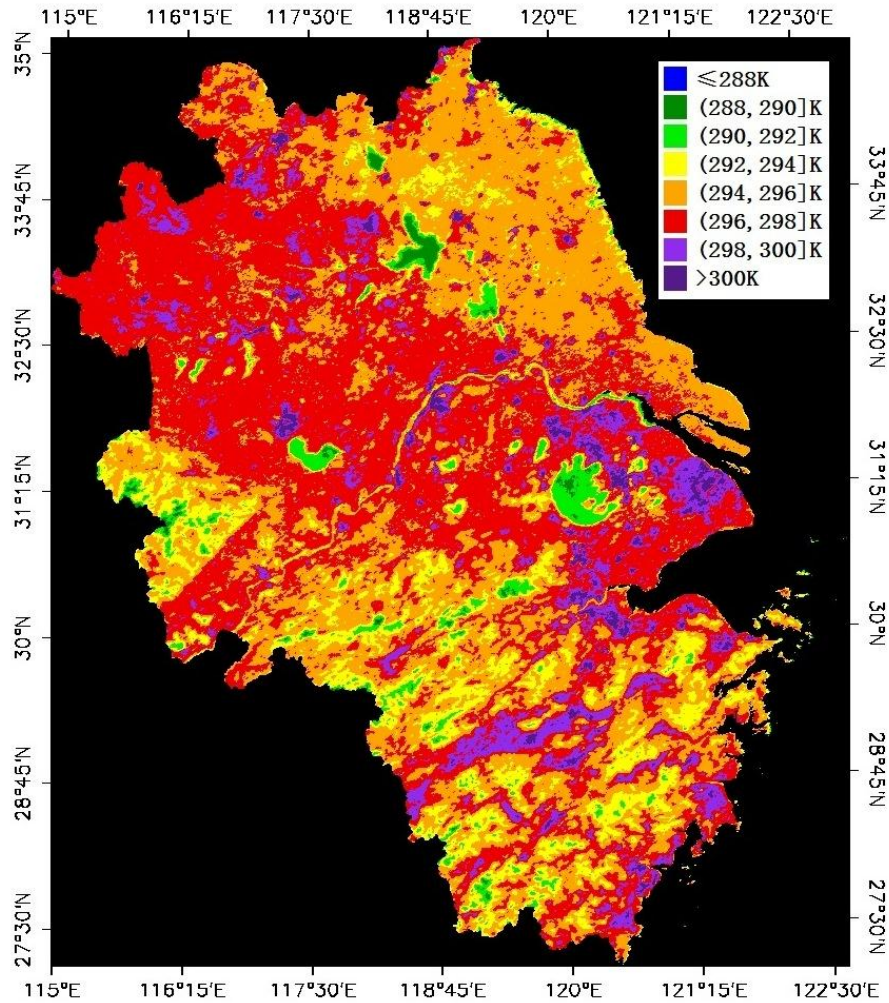 115°E 116°15'E 117°30'E 118°45'E 120°E 121°15'E 122°30'E
35°N
≤288K
(288, 290]K
(290, 292]K
(292, 294]K
(294, 296]K
(296, 298]K
(298, 300]K
>300K
33°45'N 33°45'N
32°30'N 32°30'N
31°15'N 31°15'N
30°N 30°N
28°45'N 28°45'N
27°30'N 27°30'N
115°E 116°15'E 117°30'E 118°45'E 120°E 121°15'E 122°30'E